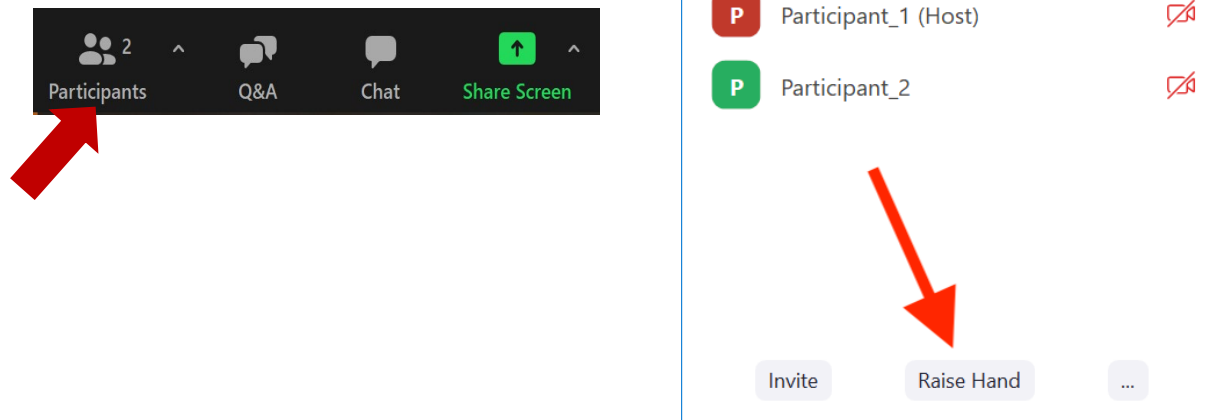 2
Participants
Q&A
Chat
Share Screen
P Participant_1 (Host)
P Participant_2
Invite
Raise Hand
...